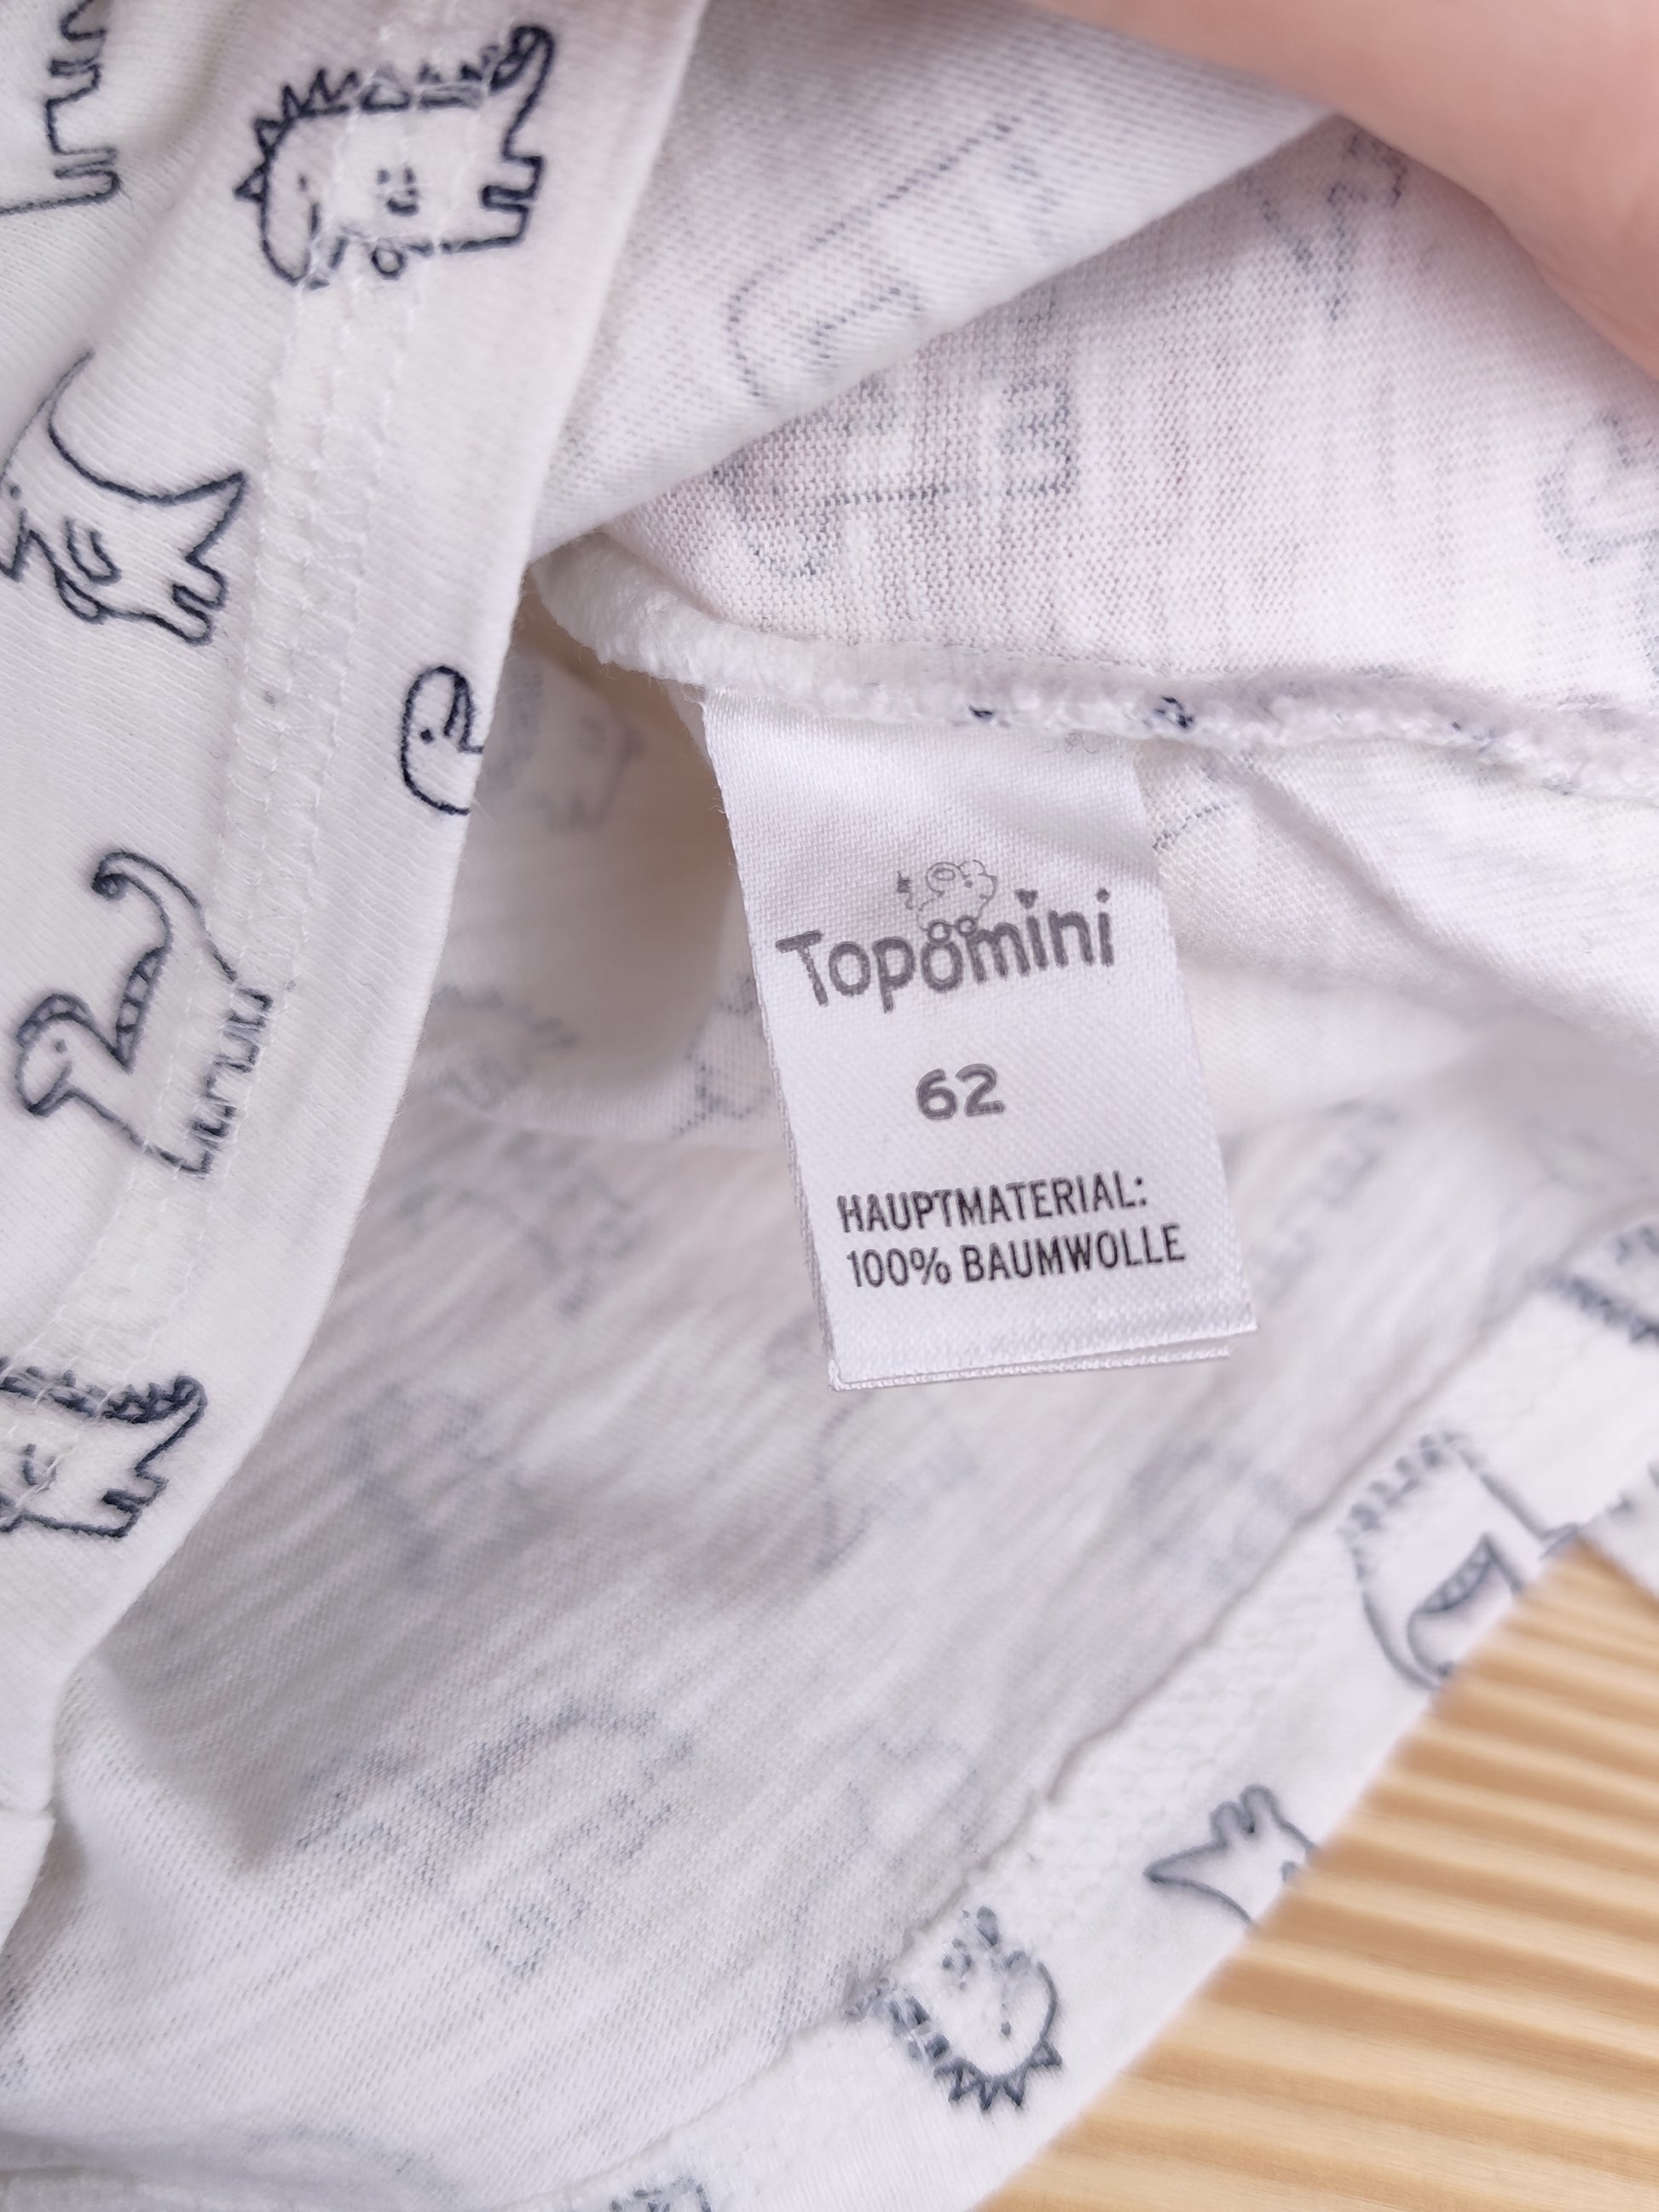 Topomini
62
HAUPTMATERIAL:
100% BAUMWOLLE